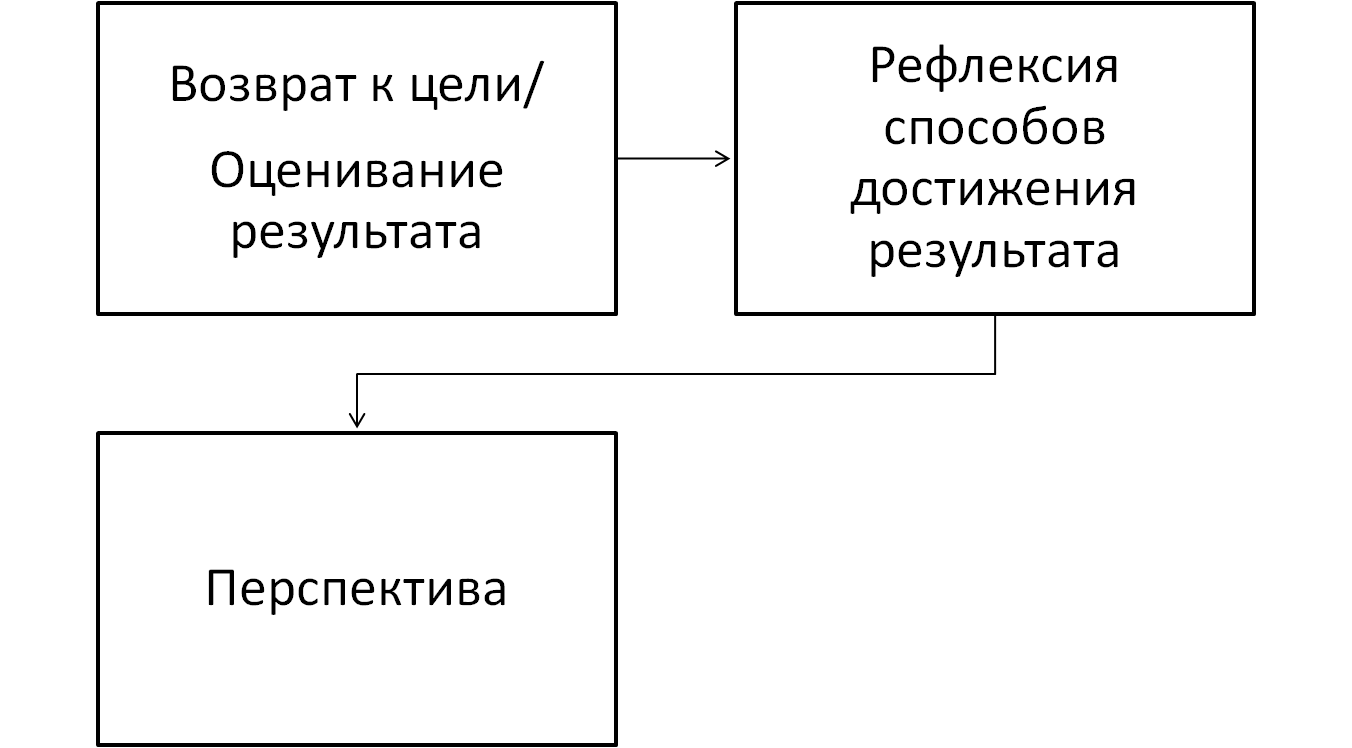 Возврат к цели/
Оценивание
результата
Рефлексия
способов
достижения
результата
Перспектива